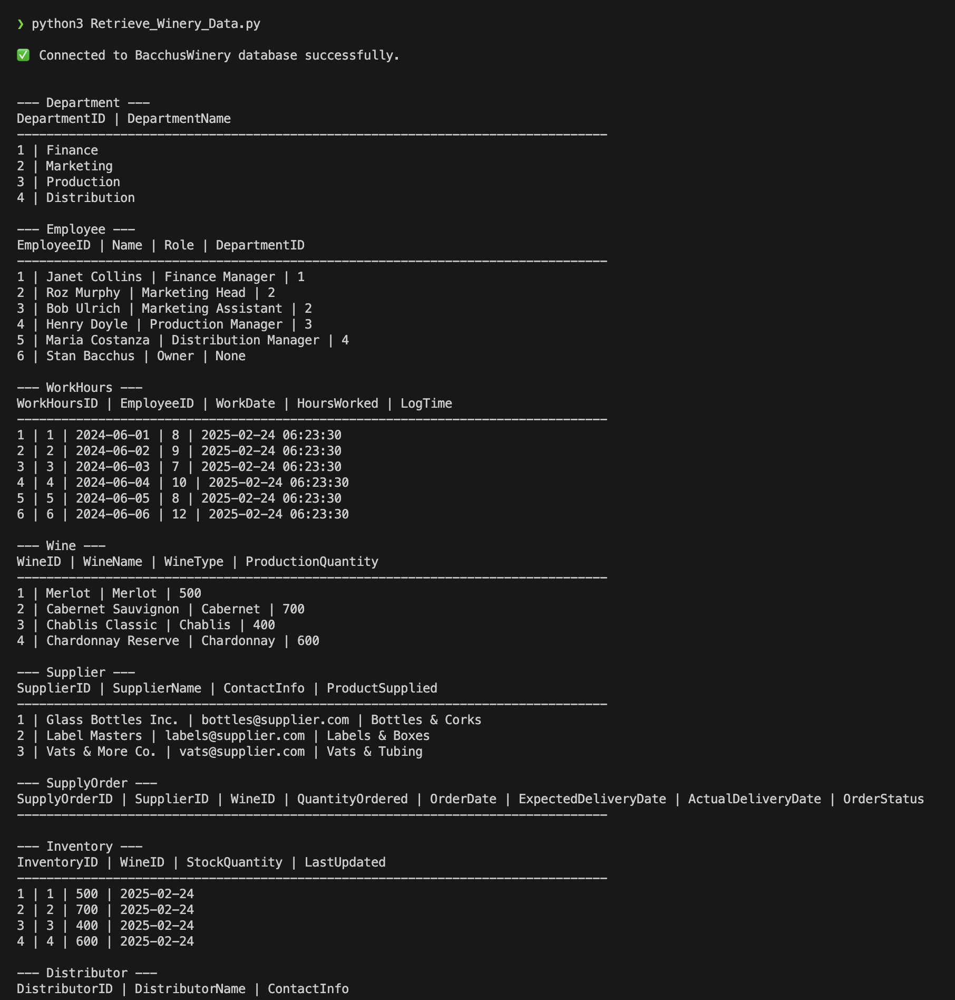 ❯ python3 Retrieve_Winery_Data.py
✅ Connected to BacchusWinery database successfully.
--- Department ---
DepartmentID | DepartmentName
--------------------------------------------------------------------------------
1 | Finance
2 | Marketing
3 | Production
4 | Distribution
--- Employee ---
EmployeeID | Name | Role | DepartmentID
--------------------------------------------------------------------------------
1 | Janet Collins | Finance Manager | 1
2 | Roz Murphy | Marketing Head | 2
3 | Bob Ulrich | Marketing Assistant | 2
4 | Henry Doyle | Production Manager | 3
5 | Maria Costanza | Distribution Manager | 4
6 | Stan Bacchus | Owner | None
--- WorkHours ---
WorkHoursID | EmployeeID | WorkDate | HoursWorked | LogTime
--------------------------------------------------------------------------------
1 | 1 | 2024-06-01 | 8 | 2025-02-24 06:23:30
2 | 2 | 2024-06-02 | 9 | 2025-02-24 06:23:30
3 | 3 | 2024-06-03 | 7 | 2025-02-24 06:23:30
4 | 4 | 2024-06-04 | 10 | 2025-02-24 06:23:30
5 | 5 | 2024-06-05 | 8 | 2025-02-24 06:23:30
6 | 6 | 2024-06-06 | 12 | 2025-02-24 06:23:30
--- Wine ---
WineID | WineName | WineType | ProductionQuantity
--------------------------------------------------------------------------------
1 | Merlot | Merlot | 500
2 | Cabernet Sauvignon | Cabernet | 700
3 | Chablis Classic | Chablis | 400
4 | Chardonnay Reserve | Chardonnay | 600
--- Supplier ---
SupplierID | SupplierName | ContactInfo | ProductSupplied
--------------------------------------------------------------------------------
1 | Glass Bottles Inc. | bottles@supplier.com | Bottles & Corks
2 | Label Masters | labels@supplier.com | Labels & Boxes
3 | Vats & More Co. | vats@supplier.com | Vats & Tubing
--- SupplyOrder ---
SupplyOrderID | SupplierID | WineID | QuantityOrdered | OrderDate | ExpectedDeliveryDate | ActualDeliveryDate | OrderStatus
--------------------------------------------------------------------------------
--- Inventory ---
InventoryID | WineID | StockQuantity | LastUpdated
--------------------------------------------------------------------------------
1 | 1 | 500 | 2025-02-24
2 | 2 | 700 | 2025-02-24
3 | 3 | 400 | 2025-02-24
4 | 4 | 600 | 2025-02-24
--- Distributor ---
DistributorID | DistributorName | ContactInfo